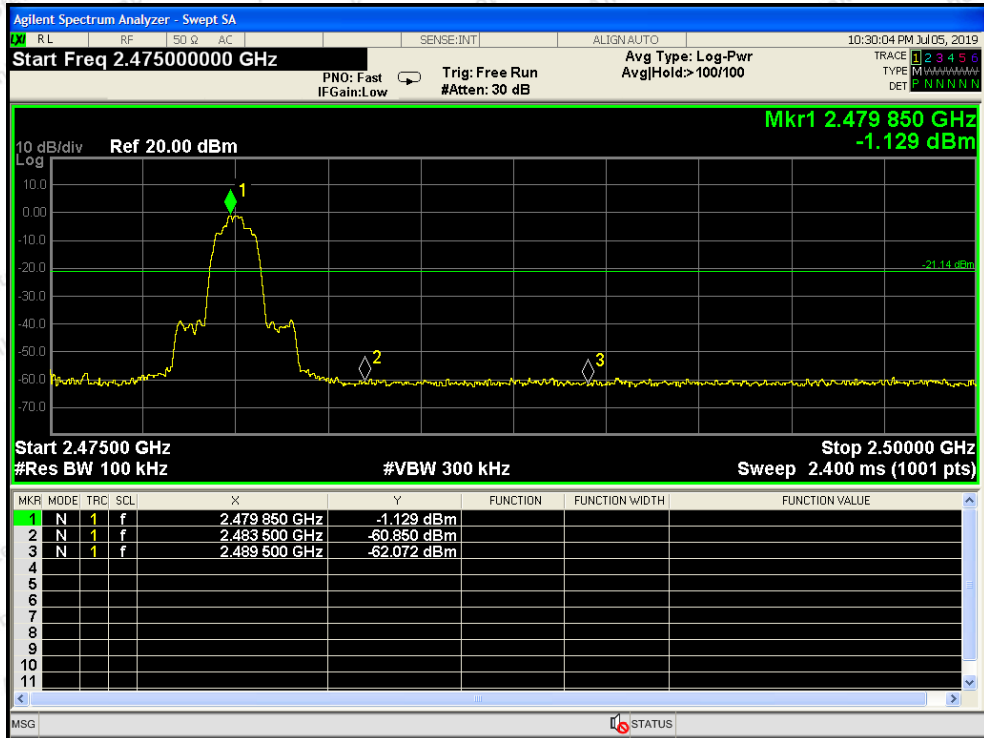 Agilent Spectrum Analyzer - Swept SA
LXI RL RF 50 Ω AC SENSE:INT ALIGN AUTO 10:30:04 PM Jul 05, 2019
Start Freq 2.475000000 GHz
Avg Type: Log-Pwr
TRACE 1 2 3 4 5 6
PNO: Fast Trig: Free Run Avg|Hold:> 100/100
TYPE M WWWWW
IFGain:Low #Atten: 30 dB
DET P N N N N N
Mkr1 2.479 850 GHz
-1.129 dBm
10 dB/div Ref 20.00 dBm
Log
10.0
1
0.00
-10.0
-20.0
-21.14 dBm
-30.0
-40.0
-50.0
2
3
-60.0
-70.0
Start 2.47500 GHz Stop 2.50000 GHz
#Res BW 100 kHz #VBW 300 kHz Sweep 2.400 ms (1001 pts)
MKR MODE TRC SCL X Y FUNCTION FUNCTION WIDTH FUNCTION VALUE
1 N 1 f 2.479 850 GHz -1.129 dBm
2 N 1 f 2.483 500 GHz -60.850 dBm
3 N 1 f 2.489 500 GHz -62.072 dBm
4
5
6
7
8
9
10
11
MSG STATUS